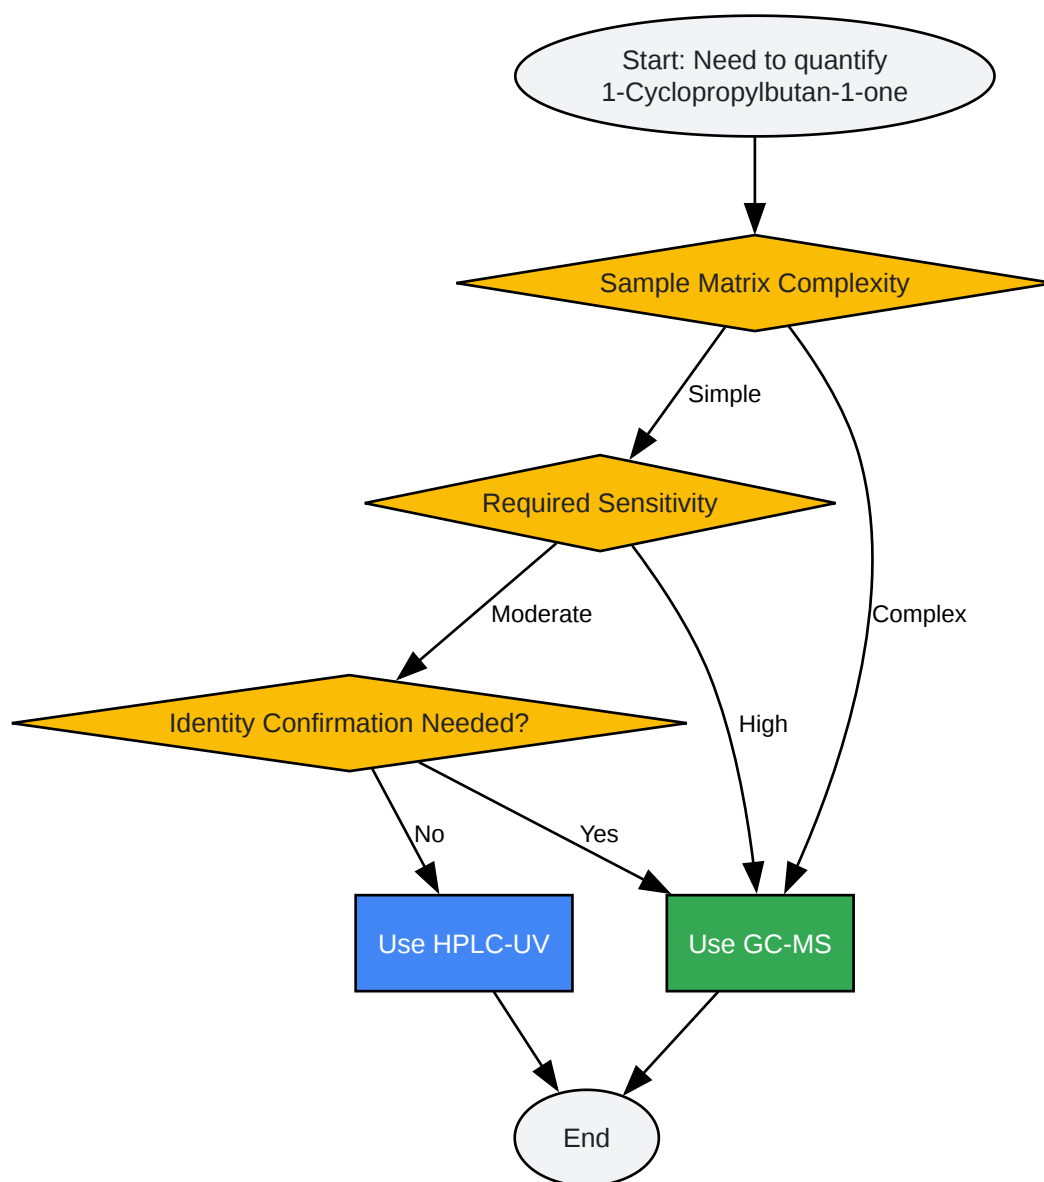 Start: Need to quantify
1-Cyclopropylbutan-1-one
Sample Matrix Complexity
Simple
Required Sensitivity
Moderate
Complex
Identity Confirmation Needed?
High
No
Yes
Use HPLC-UV
Use GC-MS
End